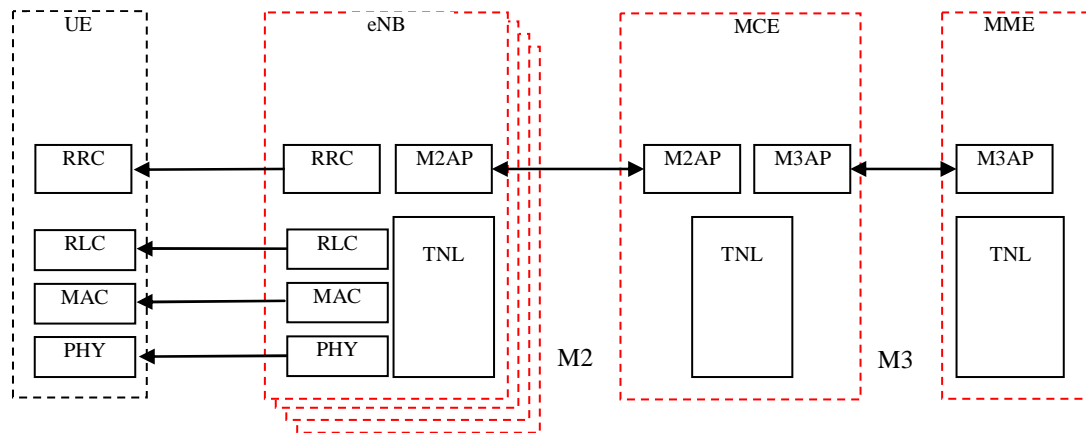 UE
eNB
MCE
MME
RRC
RRC
M2AP
M2AP
M3AP
M3AP
RLC
RLC
TNL
TNL
TNL
MAC
MAC
PHY
PHY
M2
M3